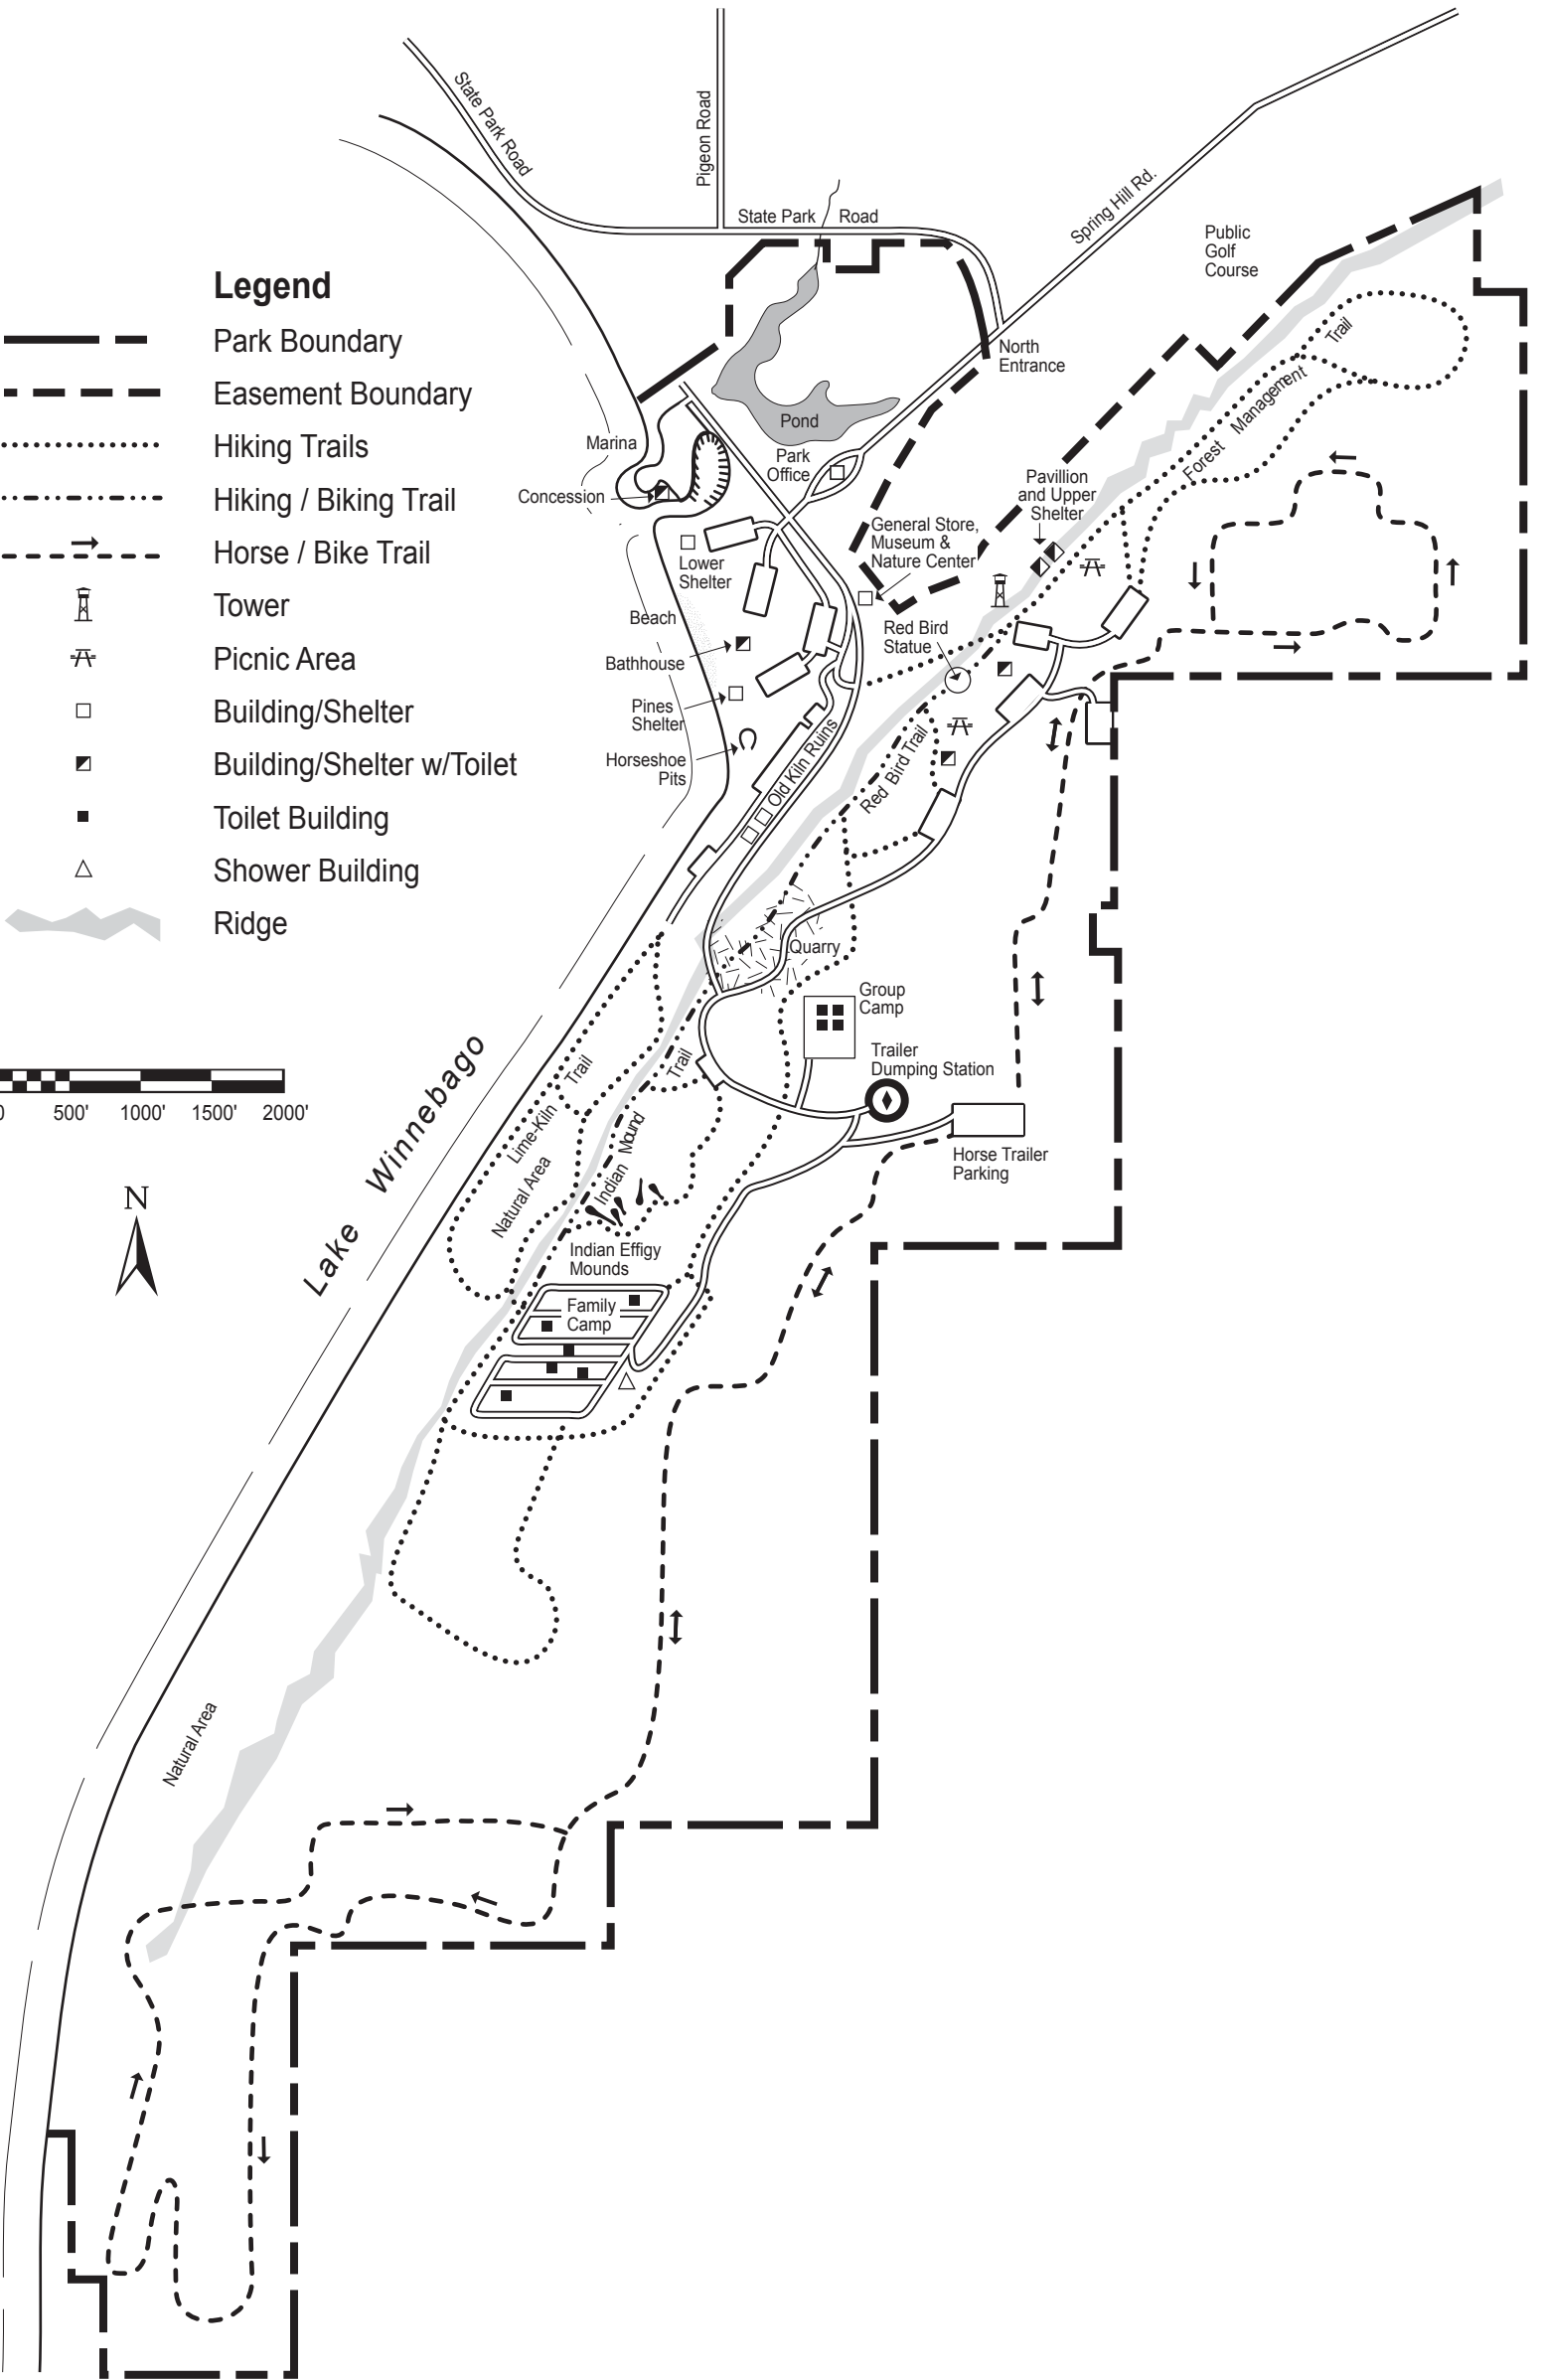 State Park Road
Pigeon Road
State Park Road
Spring Hill Rd.
Public
Golf
Course
Legend
Park Boundary
Easement Boundary
Hiking Trails
Hiking / Biking Trail
Horse / Bike Trail
Tower
Picnic Area
Building/Shelter
Building/Shelter w/Toilet
Toilet Building
Shower Building
Ridge
North
Entrance
Trail
Management
Forest
Pond
Marina
Park
Office
Concession
Pavillion
and Upper
Shelter
General Store,
Museum &
Nature Center
Lower
Shelter
Beach
Red Bird
Statue
Bathhouse
Pines
Shelter
Horseshoe
Pits
Old Kiln Ruins
Red Bird Trail
Quarry
Group
Camp
Trailer
Dumping Station
Horse Trailer
Parking
Trail
Lime-Kiln
Natural Area
Trail
Mound
Indian
Indian Effigy
Mounds
Family
Camp
0 500' 1000' 1500' 2000'
N
Lake Winnebago
Natural Area